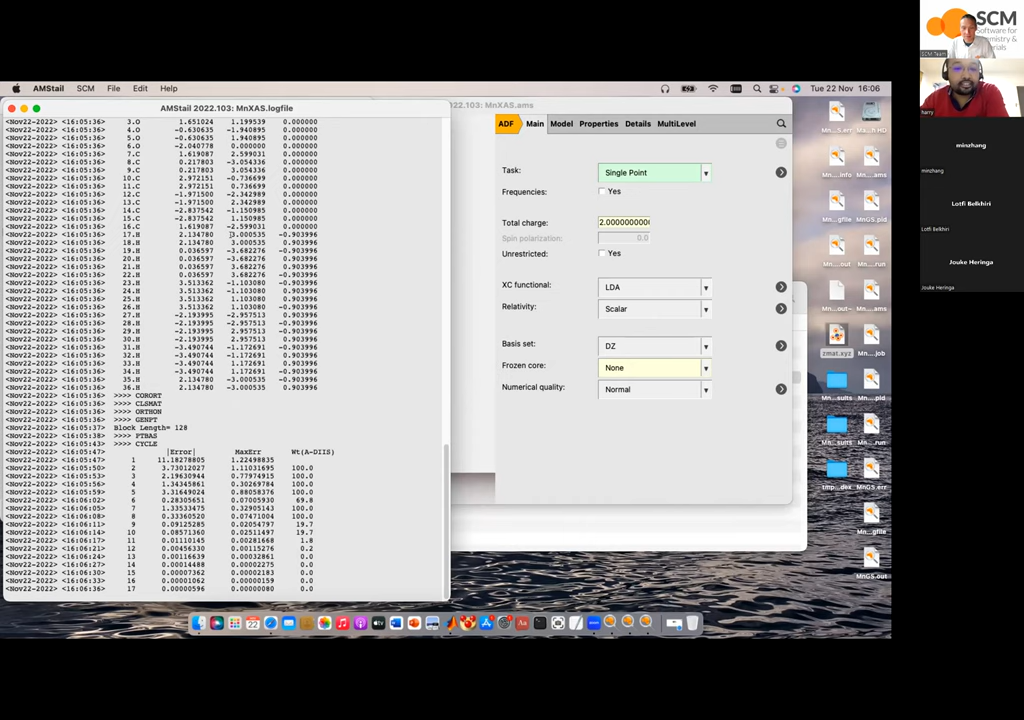 AMStail SCM File Edit Help
Tue 22 Nov 16:06
AMStail 2022.103: MnXAS.logfile
22.103: MnXAS.ams
<Nov22-2022> <16:05:36> 3.O 1.651024 1.199539 0.000000
<Nov22-2022> <16:05:36> 4.O -0.630635 -1.940895 0.000000
<Nov22-2022> <16:05:36> 5.O -0.630635 1.940895 0.000000
<Nov22-2022> <16:05:36> 6.O -2.040778 0.000000 0.000000
<Nov22-2022> <16:05:36> 7.C 1.619087 2.599031 0.000000
<Nov22-2022> <16:05:36> 8.C 0.217803 -3.054336 0.000000
<Nov22-2022> <16:05:36> 9.C 0.217803 3.054336 0.000000
<Nov22-2022> <16:05:36> 10.C 2.972151 -0.736699 0.000000
<Nov22-2022> <16:05:36> 11.C 2.972151 0.736699 0.000000
<Nov22-2022> <16:05:36> 12.C -1.971500 -2.342989 0.000000
<Nov22-2022> <16:05:36> 13.C -1.971500 2.342989 0.000000
<Nov22-2022> <16:05:36> 14.C -2.837542 -1.150985 0.000000
<Nov22-2022> <16:05:36> 15.C -2.837542 1.150985 0.000000
<Nov22-2022> <16:05:36> 16.C 1.619087 -2.599031 0.000000
<Nov22-2022> <16:05:36> 17.H 2.134780 3.000535 -0.903996
<Nov22-2022> <16:05:36> 18.H 2.134780 3.000535 0.903996
<Nov22-2022> <16:05:36> 19.H 0.036597 -3.682276 -0.903996
<Nov22-2022> <16:05:36> 20.H 0.036597 -3.682276 0.903996
<Nov22-2022> <16:05:36> 21.H 0.036597 3.682276 -0.903996
<Nov22-2022> <16:05:36> 22.H 0.036597 3.682276 0.903996
<Nov22-2022> <16:05:36> 23.H 3.513362 -1.103080 -0.903996
<Nov22-2022> <16:05:36> 24.H 3.513362 -1.103080 0.903996
<Nov22-2022> <16:05:36> 25.H 3.513362 1.103080 -0.903996
<Nov22-2022> <16:05:36> 26.H 3.513362 1.103080 0.903996
<Nov22-2022> <16:05:36> 27.H -2.193995 -2.957513 -0.903996
<Nov22-2022> <16:05:36> 28.H -2.193995 -2.957513 0.903996
<Nov22-2022> <16:05:36> 29.H -2.193995 2.957513 -0.903996
<Nov22-2022> <16:05:36> 30.H -2.193995 2.957513 0.903996
<Nov22-2022> <16:05:36> 31.H -3.490744 -1.172691 -0.903996
<Nov22-2022> <16:05:36> 32.H -3.490744 -1.172691 0.903996
<Nov22-2022> <16:05:36> 33.H -3.490744 1.172691 -0.903996
<Nov22-2022> <16:05:36> 34.H -3.490744 1.172691 0.903996
<Nov22-2022> <16:05:36> 35.H 2.134780 -3.000535 -0.903996
<Nov22-2022> <16:05:36> 36.H 2.134780 -3.000535 0.903996
<Nov22-2022> <16:05:36> >>>> CORORT
<Nov22-2022> <16:05:36> >>>> CLSMAT
<Nov22-2022> <16:05:36> >>>> ORTHON
<Nov22-2022> <16:05:36> >>>> GENPT
<Nov22-2022> <16:05:37> Block Length= 128
<Nov22-2022> <16:05:38> >>>> PTBAS
<Nov22-2022> <16:05:43> >>>> CYCLE
<Nov22-2022> <16:05:47> |Error| MaxErr Wt(A-DIIS)
<Nov22-2022> <16:05:47> 1 11.18278805 1.22498835
<Nov22-2022> <16:05:50> 2 3.73012027 1.11031695 100.0
<Nov22-2022> <16:05:53> 3 2.19630944 0.77974915 100.0
<Nov22-2022> <16:05:56> 4 1.34345861 0.30269784 100.0
<Nov22-2022> <16:05:59> 5 3.31649024 0.88058376 100.0
<Nov22-2022> <16:06:02> 6 0.28305651 0.07005930 69.8
<Nov22-2022> <16:06:05> 7 1.33533475 0.32905143 100.0
<Nov22-2022> <16:06:08> 8 0.33360520 0.07471004 100.0
<Nov22-2022> <16:06:11> 9 0.09125285 0.02054797 19.7
<Nov22-2022> <16:06:14> 10 0.08571360 0.02511497 19.7
<Nov22-2022> <16:06:17> 11 0.01110145 0.00281668 1.8
<Nov22-2022> <16:06:21> 12 0.00456330 0.00115276 0.2
<Nov22-2022> <16:06:24> 13 0.00116639 0.00032861 0.0
<Nov22-2022> <16:06:27> 14 0.00014488 0.00002275 0.0
<Nov22-2022> <16:06:30> 15 0.00007362 0.00002183 0.0
<Nov22-2022> <16:06:33> 16 0.00001062 0.00000159 0.0
<Nov22-2022> <16:06:36> 17 0.00000596 0.00000080 0.0
ADF Main Model Properties Details MultiLevel
Task: Single Point
Frequencies: Yes
Total charge: 2.0000000000
Spin polarization: 0.0
Unrestricted: Yes
XC functional: LDA
Relativity: Scalar
Basis set: DZ
Frozen core: None
Numerical quality: Normal
zmat.xyz
MnGS.err
MnGS.out
SCM
Software for
Chemistry &
Materials
SCM Team
harry
minzhang
minzhang
Lotfi Belkhiri
Lotfi Belkhiri
Jouke Heringa
Jouke Heringa